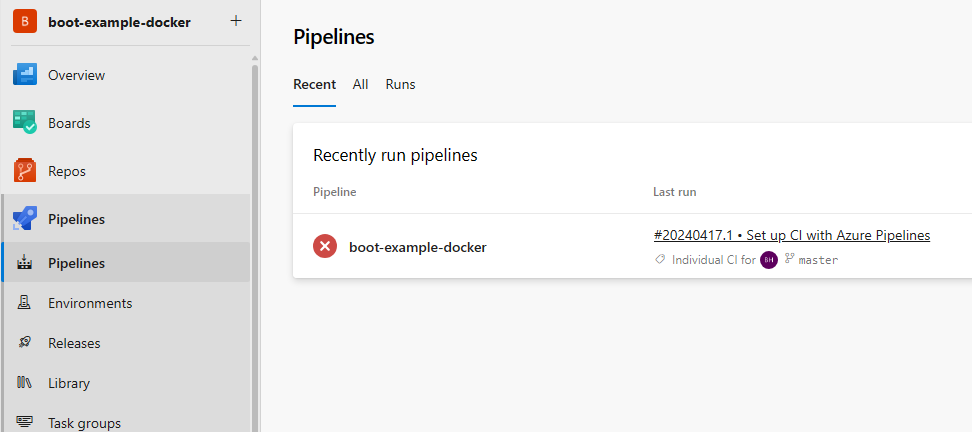 B boot-example-docker +
Overview
Boards
Repos
Pipelines
Pipelines
Environments
Releases
Library
Task groups
Pipelines
Recent All Runs
Recently run pipelines
Pipeline Last run
boot-example-docker
#20240417.1 • Set up CI with Azure Pipelines
Individual CI for BH master